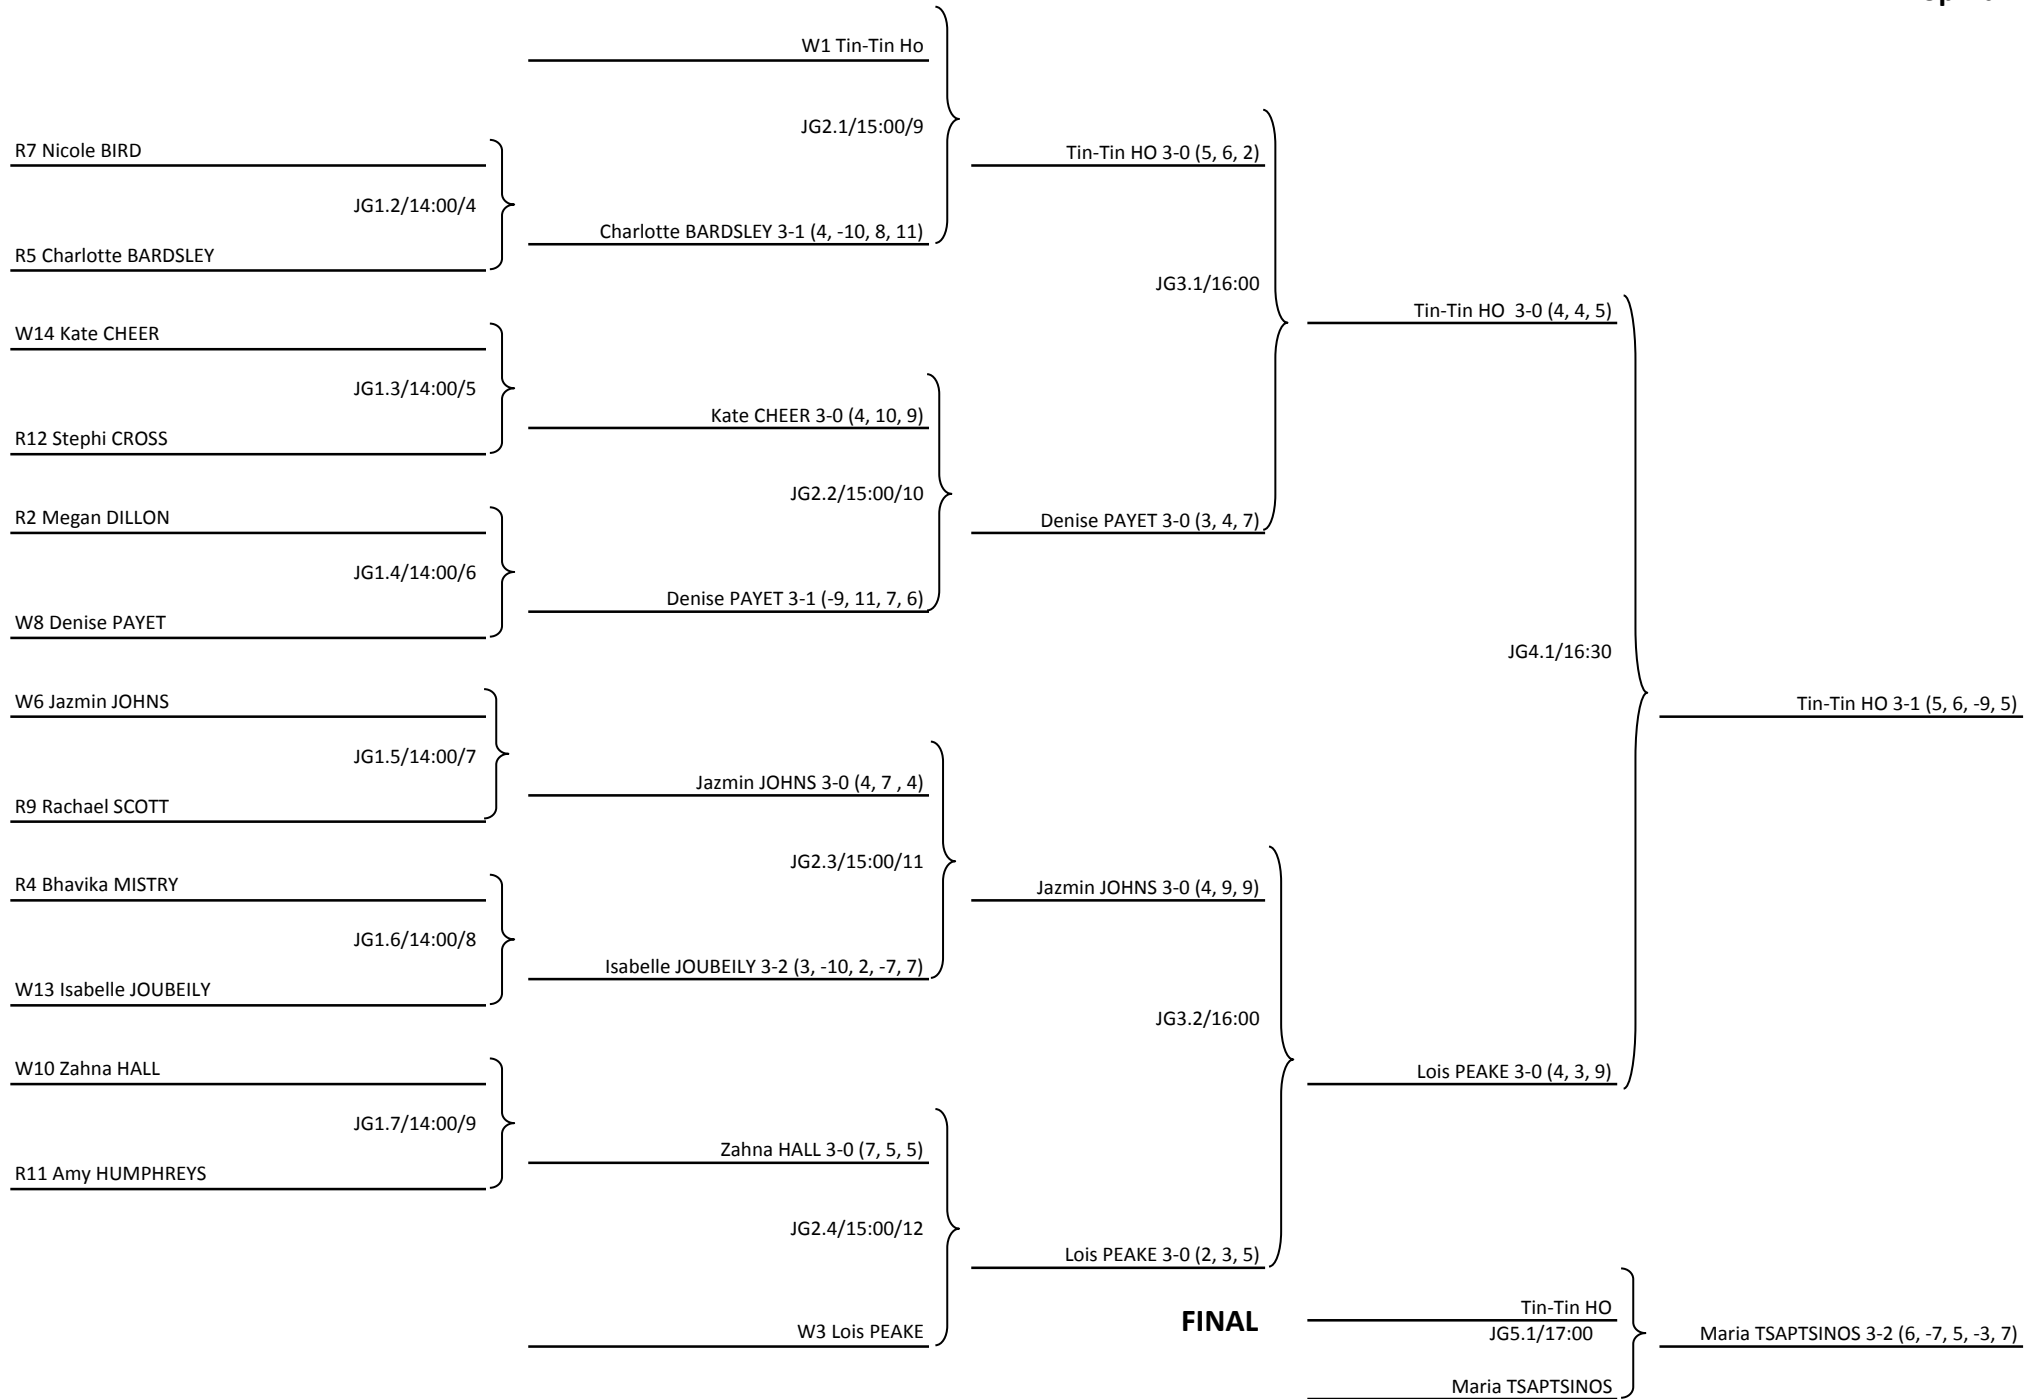 W1 Tin-Tin Ho
JG2.1/15:00/9
R7 Nicole BIRD
Tin-Tin HO 3-0 (5, 6, 2)
JG1.2/14:00/4
Charlotte BARDSLEY 3-1 (4, -10, 8, 11)
R5 Charlotte BARDSLEY
JG3.1/16:00
Tin-Tin HO  3-0 (4, 4, 5)
W14 Kate CHEER
JG1.3/14:00/5
Kate CHEER 3-0 (4, 10, 9)
R12 Stephi CROSS
JG2.2/15:00/10
R2 Megan DILLON
Denise PAYET 3-0 (3, 4, 7)
JG1.4/14:00/6
Denise PAYET 3-1 (-9, 11, 7, 6)
W8 Denise PAYET
JG4.1/16:30
W6 Jazmin JOHNS
Tin-Tin HO 3-1 (5, 6, -9, 5)
JG1.5/14:00/7
Jazmin JOHNS 3-0 (4, 7 , 4)
R9 Rachael SCOTT
JG2.3/15:00/11
R4 Bhavika MISTRY
Jazmin JOHNS 3-0 (4, 9, 9)
JG1.6/14:00/8
Isabelle JOUBEILY 3-2 (3, -10, 2, -7, 7)
W13 Isabelle JOUBEILY
JG3.2/16:00
W10 Zahna HALL
Lois PEAKE 3-0 (4, 3, 9)
JG1.7/14:00/9
Zahna HALL 3-0 (7, 5, 5)
R11 Amy HUMPHREYS
JG2.4/15:00/12
Lois PEAKE 3-0 (2, 3, 5)
Tin-Tin HO
FINAL
W3 Lois PEAKE
JG5.1/17:00
Maria TSAPTSINOS 3-2 (6, -7, 5, -3, 7)
Maria TSAPTSINOS